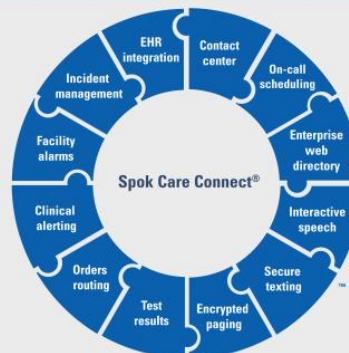 EHR
integration
Contact
center
On-call
scheduling
Enterprise
web
directory
Interactive
speech
Secure
texting
™
Encrypted
paging
Test
results
Orders
routing
Clinical
alerting
Facility
alarms
Incident
management
Spok Care Connect®